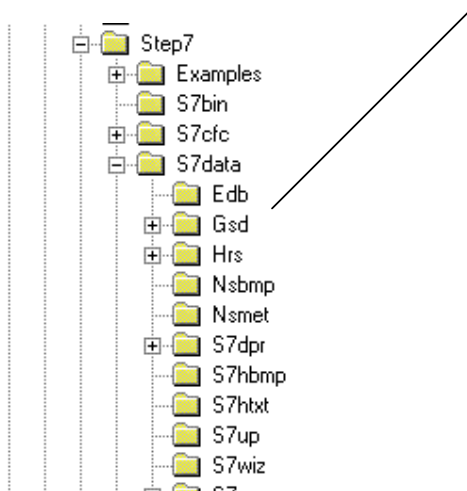 Step7
Examples
S7bin
S7cfc
S7data
Edb
Gsd
Hrs
Nsbmp
Nsmet
S7dpr
S7hbmp
S7htxt
S7up
S7wiz